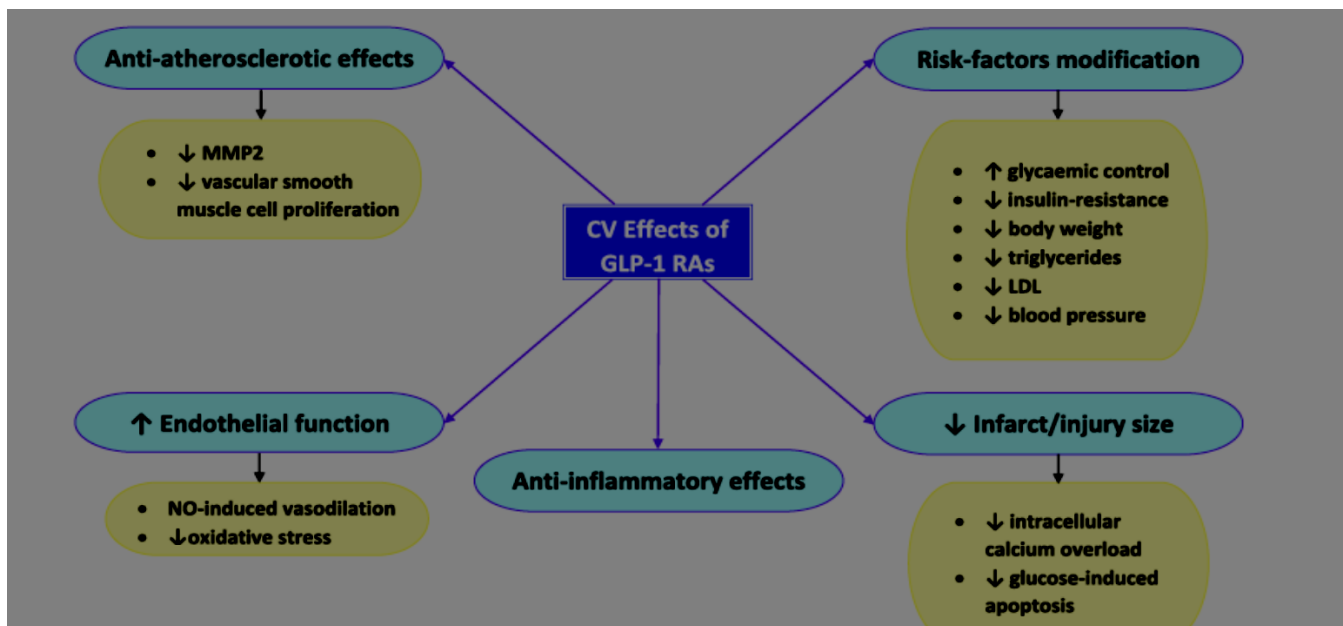 Anti-atherosclerotic effects
• ↓ MMP2
• ↓ vascular smooth
muscle cell proliferation
Risk-factors modification
• ↑ glycaemic control
• ↓ insulin-resistance
• ↓ body weight
• ↓ triglycerides
• ↓ LDL
• ↓ blood pressure
CV Effects of
GLP-1 RAs
↑ Endothelial function
• NO-induced vasodilation
• ↓oxidative stress
Anti-inflammatory effects
↓ Infarct/injury size
• ↓ intracellular
calcium overload
• ↓ glucose-induced
apoptosis